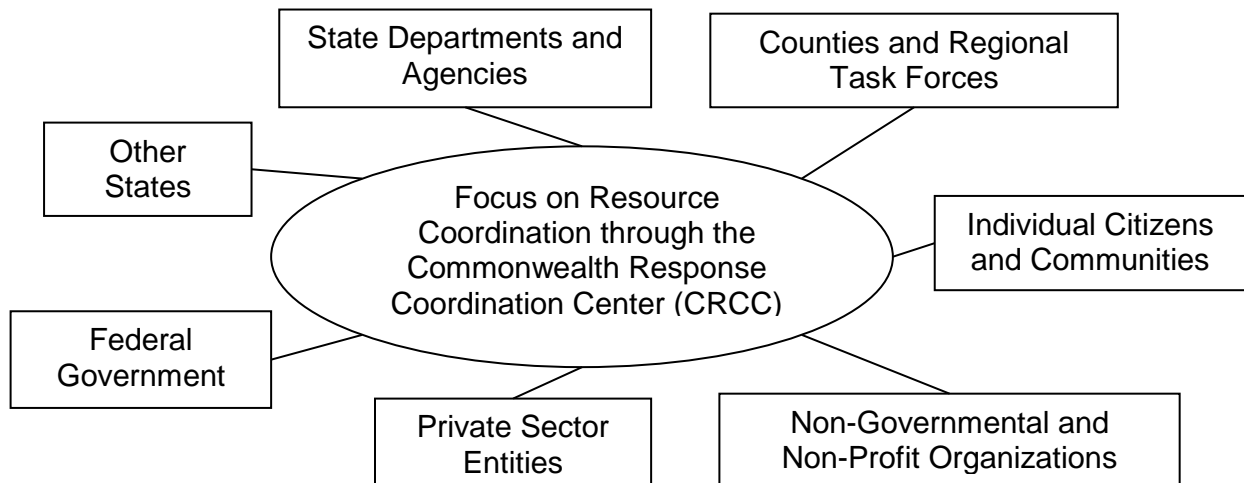 State Departments and
Agencies
Counties and Regional
Task Forces
Other
States
Focus on Resource
Coordination through the
Commonwealth Response
Coordination Center (CRCC)
Individual Citizens
and Communities
Federal
Government
Private Sector
Entities
Non-Governmental and
Non-Profit Organizations